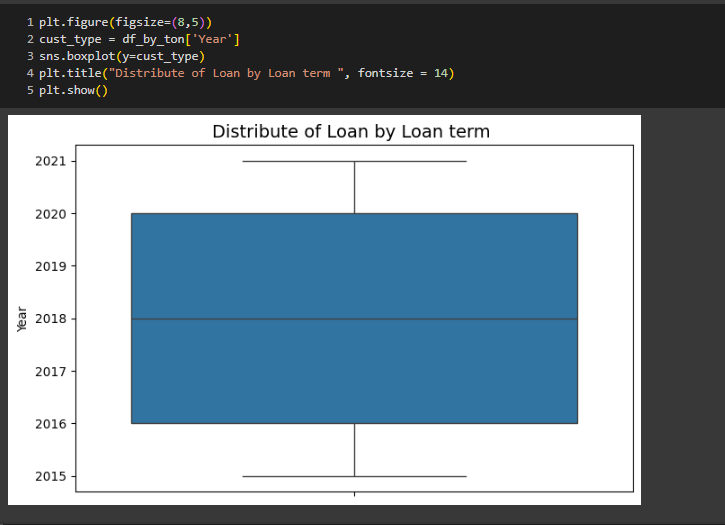 1 plt.figure(figsize=(8,5))
2 cust_type = df_by_ton['Year']
3 sns.boxplot(y=cust_type)
4 plt.title("Distribute of Loan by Loan term ", fontsize = 14)
5 plt.show()
Distribute of Loan by Loan term
2021
2020
2019
2018
2017
2016
2015
Year